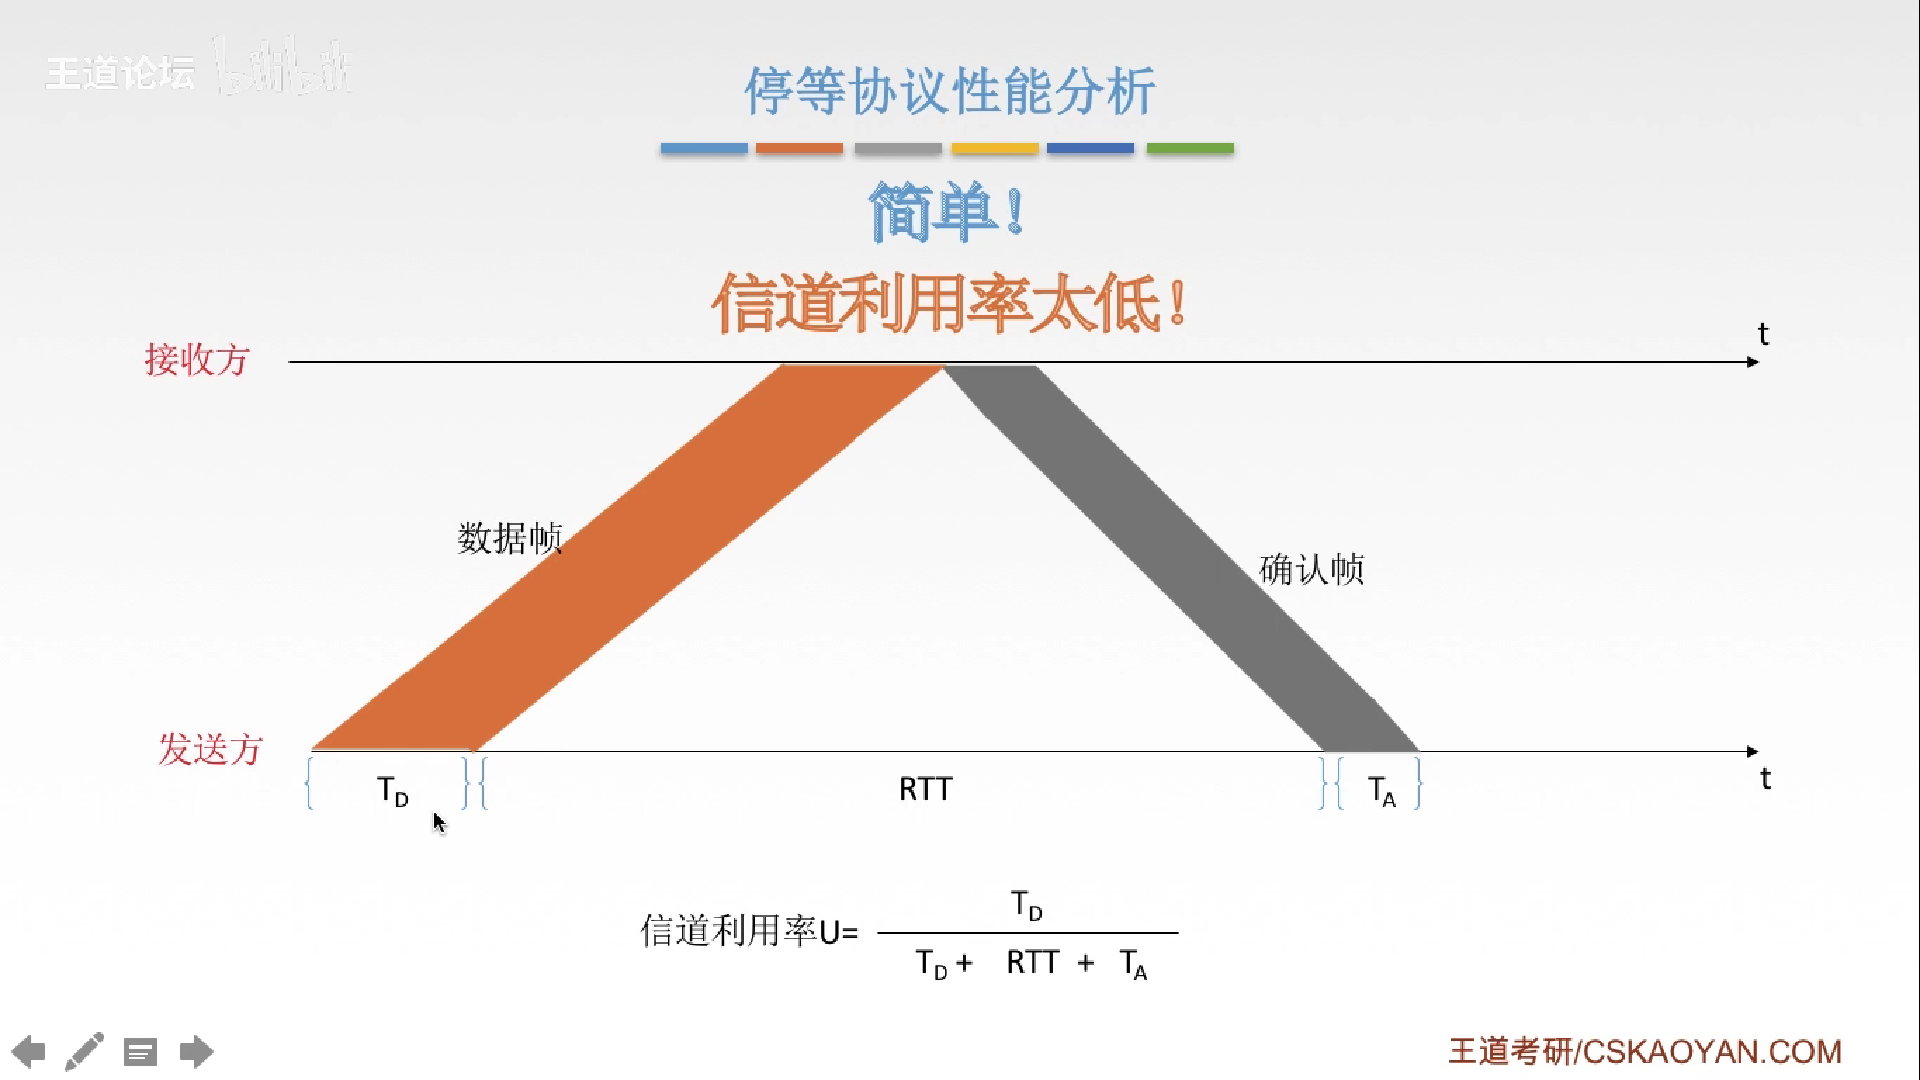 王道论坛 bilibili
停等协议性能分析
简单！
信道利用率太低！
t
接收方
数据帧
确认帧
发送方
t
{ T_D } { RTT } { T_A }
T_D
信道利用率U=
T_D + RTT + T_A
王道考研/CSKAOYAN.COM